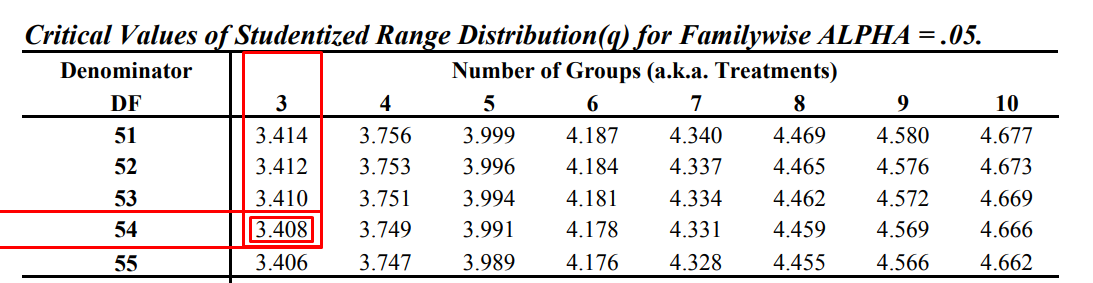 Critical Values of Studentized Range Distribution(q) for Familywise ALPHA = .05.
Denominator Number of Groups (a.k.a. Treatments)
DF 3 4 5 6 7 8 9 10
51 3.414 3.756 3.999 4.187 4.340 4.469 4.580 4.677
52 3.412 3.753 3.996 4.184 4.337 4.465 4.576 4.673
53 3.410 3.751 3.994 4.181 4.334 4.462 4.572 4.669
54 3.408 3.749 3.991 4.178 4.331 4.459 4.569 4.666
55 3.406 3.747 3.989 4.176 4.328 4.455 4.566 4.662